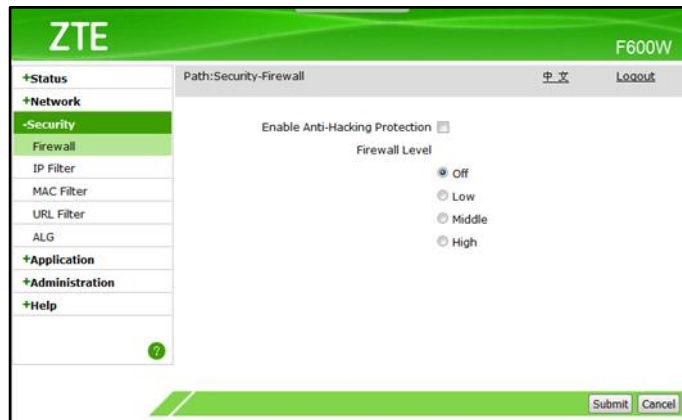 ZTE
F600W
+Status
+Network
-Security
Firewall
IP Filter
MAC Filter
URL Filter
ALG
+Application
+Administration
+Help
?
Path:Security-Firewall 中文 Logout
Enable Anti-Hacking Protection
Firewall Level
Off
Low
Middle
High
Submit Cancel